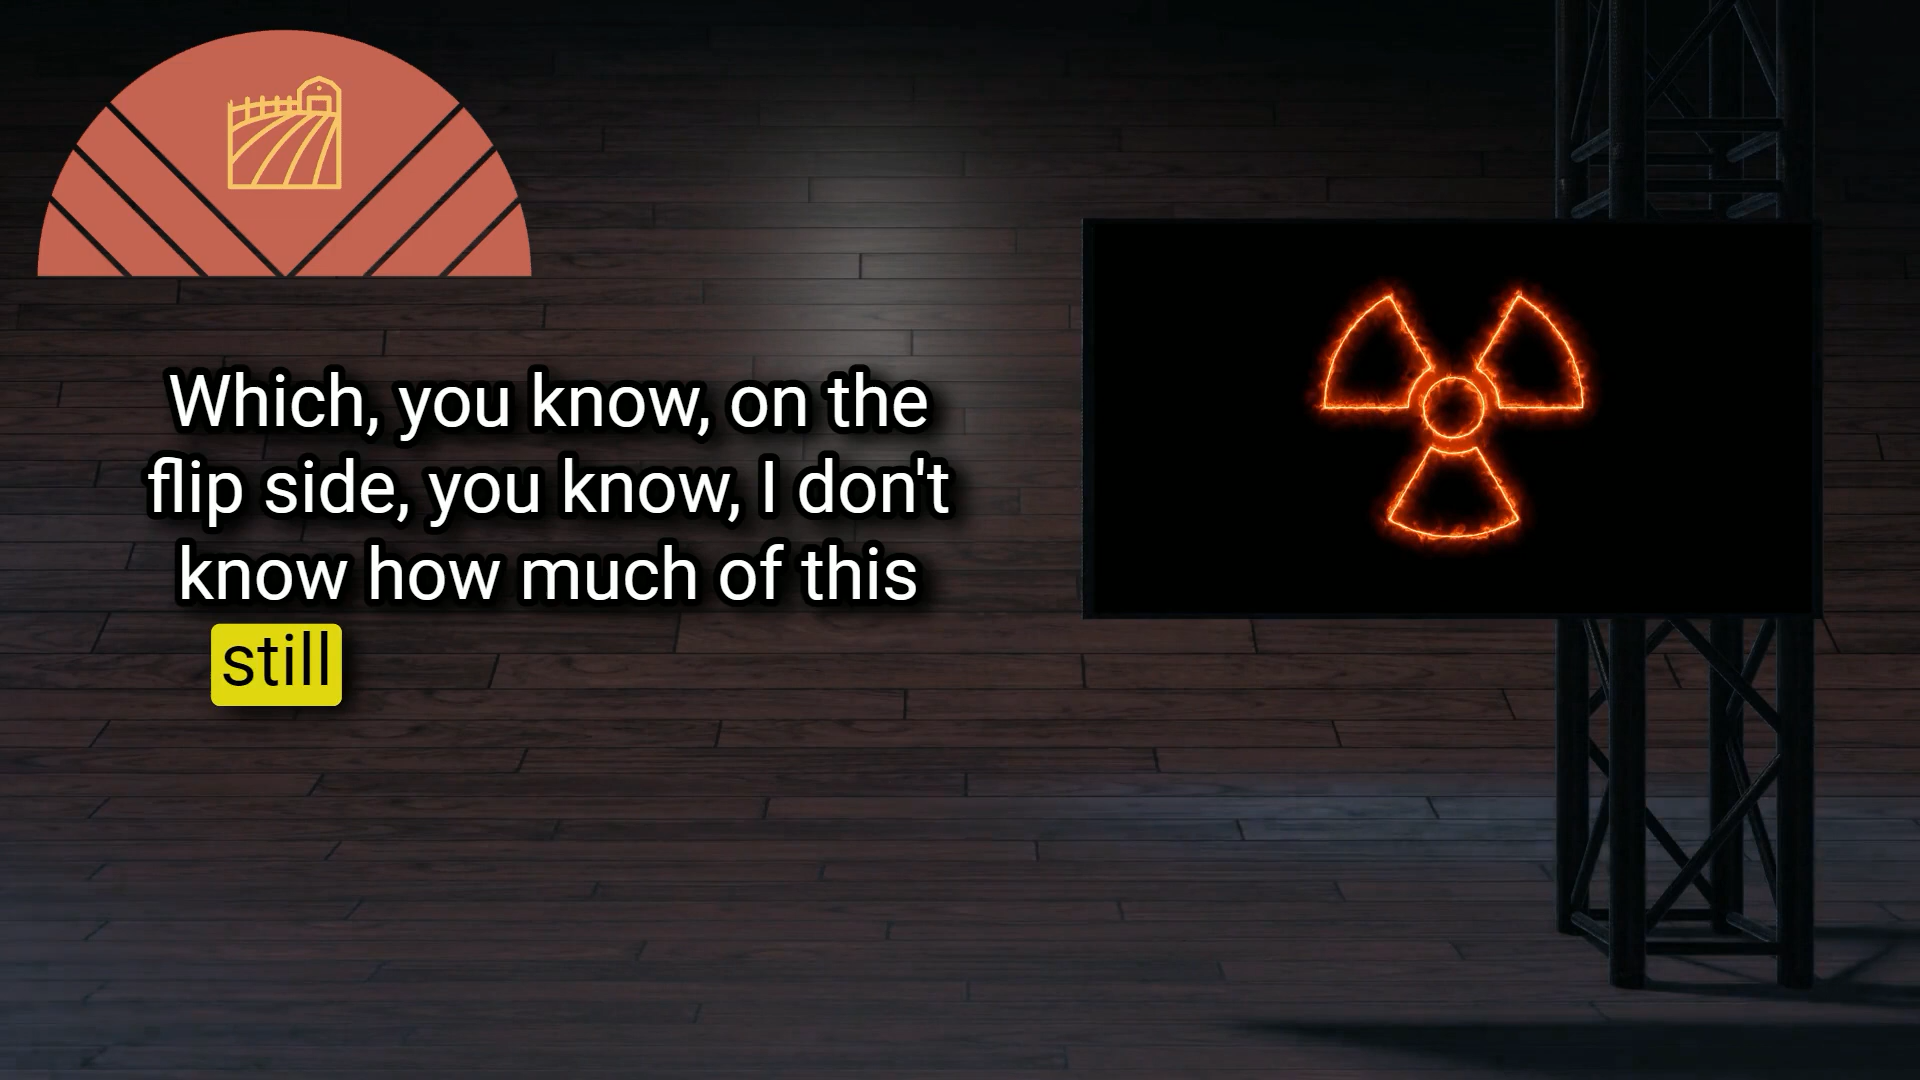 Which, you know, on the
flip side, you know, I don't
know how much of this
still